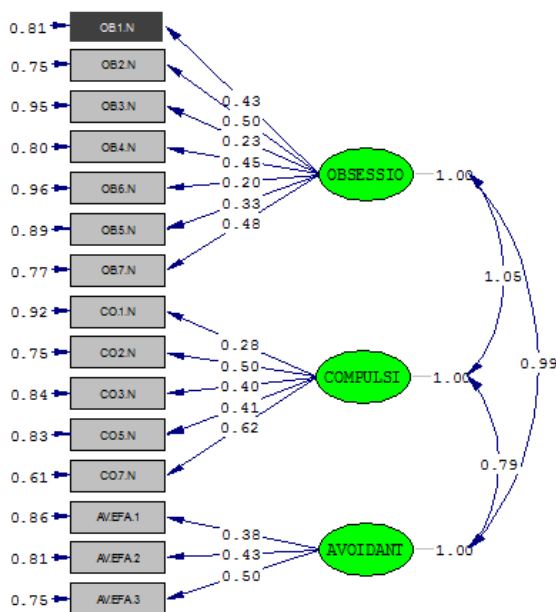 0.81 OB1.N
0.75 OB2.N
0.95 OB3.N
0.80 OB4.N
0.96 OB6.N
0.89 OB5.N
0.77 OB7.N
0.92 CO.1.N
0.75 CO2.N
0.84 CO3.N
0.83 CO5.N
0.61 CO7.N
0.86 AV.EFA.1
0.81 AV.EFA.2
0.75 AV.EFA.3
0.43
0.50
0.23
0.45
0.20
0.33
0.48
0.28
0.50
0.40
0.41
0.62
0.38
0.43
0.50
OBSESSIO 1.00
COMPULSI 1.00
AVOIDANT 1.00
1.05
0.99
0.79